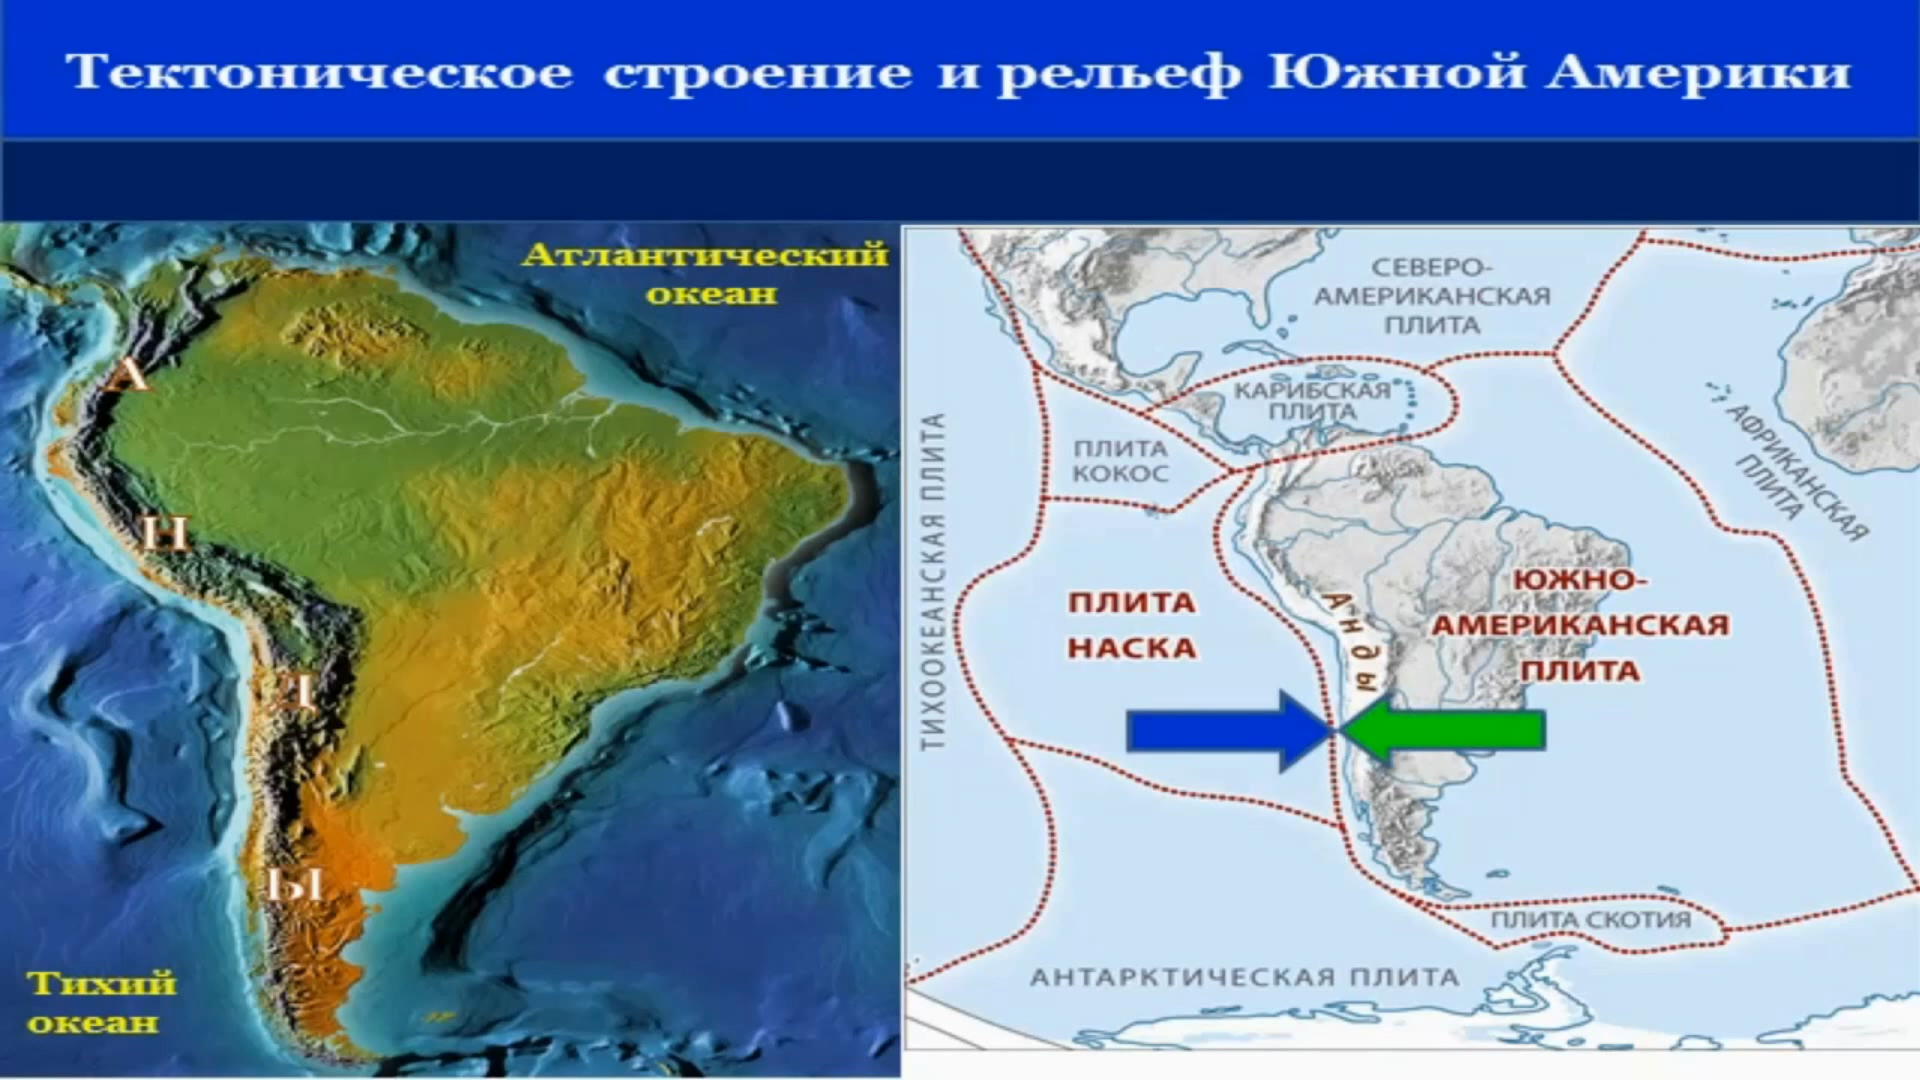 Тектоническое строение и рельеф Южной Америки
Атлантический
океан
А
Н
Д
Ы
Тихий
океан
СЕВЕРО-
АМЕРИКАНСКАЯ
ПЛИТА
КАРИБСКАЯ
ПЛИТА
ПЛИТА
КОКОС
ТИХООКЕАНСКАЯ ПЛИТА
АФРИКАНСКАЯ
ПЛИТА
ПЛИТА
НАСКА
Анды
ЮЖНО-
АМЕРИКАНСКАЯ
ПЛИТА
ПЛИТА СКОТИЯ
АНТАРКТИЧЕСКАЯ ПЛИТА